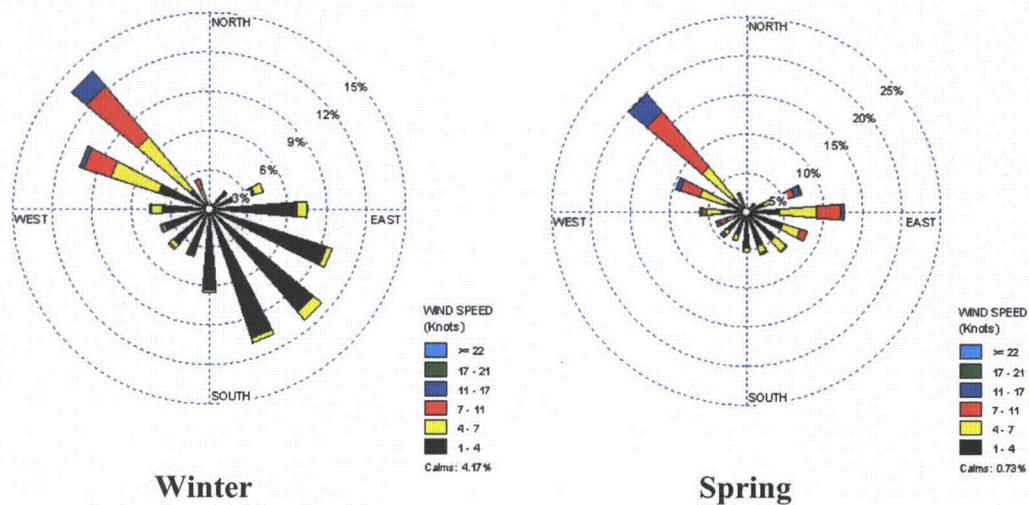 NORTH
15%
12%
9%
6%
3%
WEST
EAST
SOUTH
WIND SPEED
(Knots)
>= 22
17 - 21
11 - 17
7 - 11
4 - 7
1 - 4
Calms: 4.17%
Winter
NORTH
25%
20%
15%
10%
5%
WEST
EAST
SOUTH
WIND SPEED
(Knots)
>= 22
17 - 21
11 - 17
7 - 11
4 - 7
1 - 4
Calms: 0.73%
Spring